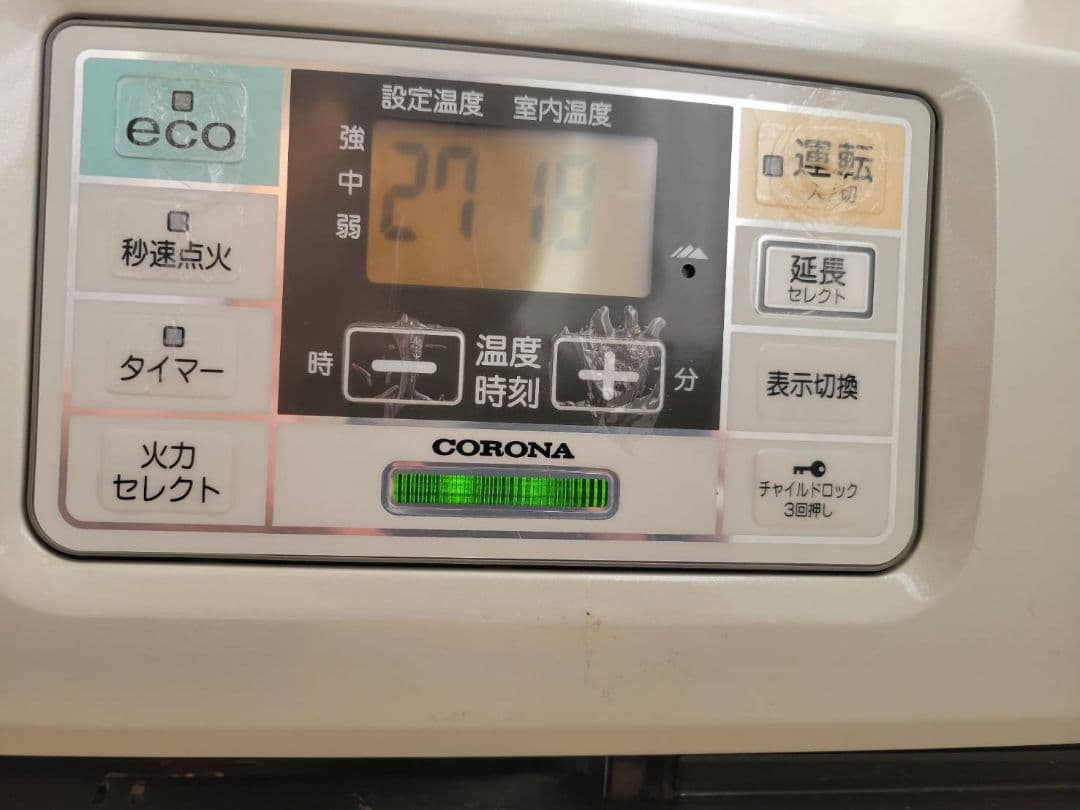 eco
秒速点火
タイマー
火力
セレクト
設定温度 室内温度
強
中
弱
27 18
時 － 温度 ＋ 分
時刻
CORONA
運転
入 切
延長
セレクト
表示切換
チャイルドロック
3回押し